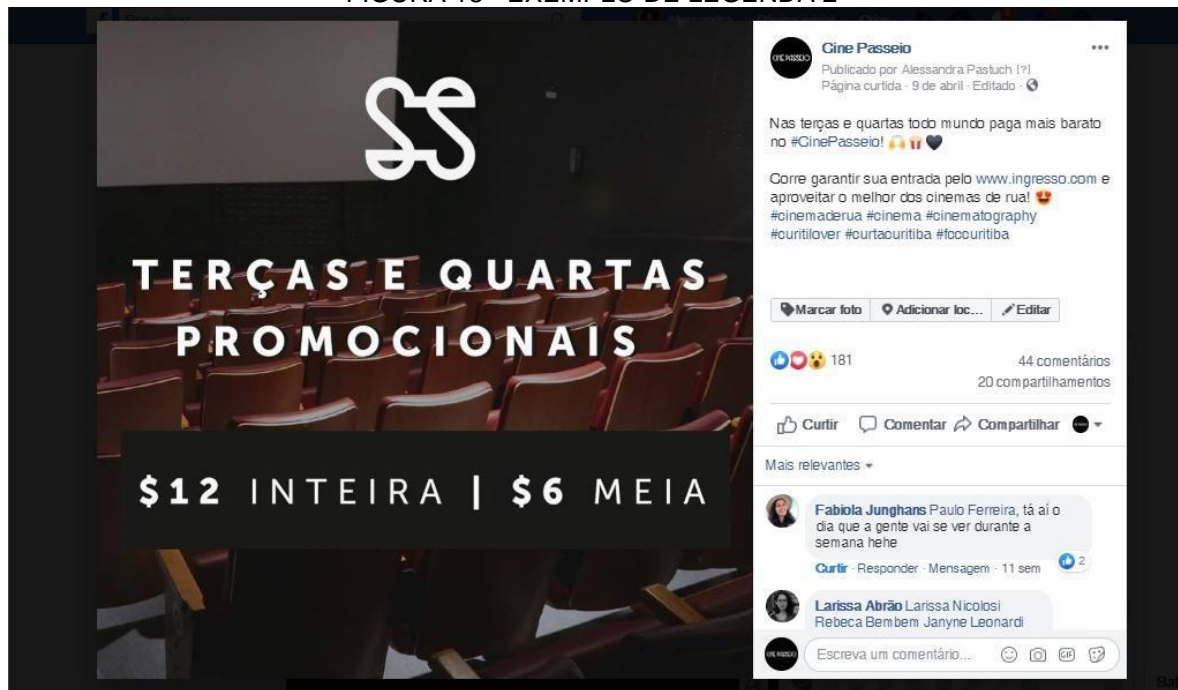 TERÇAS E QUARTAS
PROMOCIONAIS
$12 INTEIRA | $6 MEIA
CINE PASSEIO
Cine Passeio
Publicado por Alessandra Pastuch [?]
Página curtida · 9 de abril · Editado ·
Nas terças e quartas todo mundo paga mais barato
no #CinePasseio!
Corre garantir sua entrada pelo www.ingresso.com e
aproveitar o melhor dos cinemas de rua!
#cinemaderua #cinema #cinematography
#curitilover #curtacuritiba #fcccuritiba
Marcar foto Adicionar loc... Editar
181 44 comentários
20 compartilhamentos
Curtir Comentar Compartilhar
Mais relevantes
Fabiola Junghans Paulo Ferreira, tá aí o
dia que a gente vai se ver durante a
semana hehe
Curtir · Responder · Mensagem · 11 sem 2
Larissa Abrão Larissa Nicolosi
Rebeca Bembem Janyne Leonardi
CINE PASSEIO
Escreva um comentário... GIF